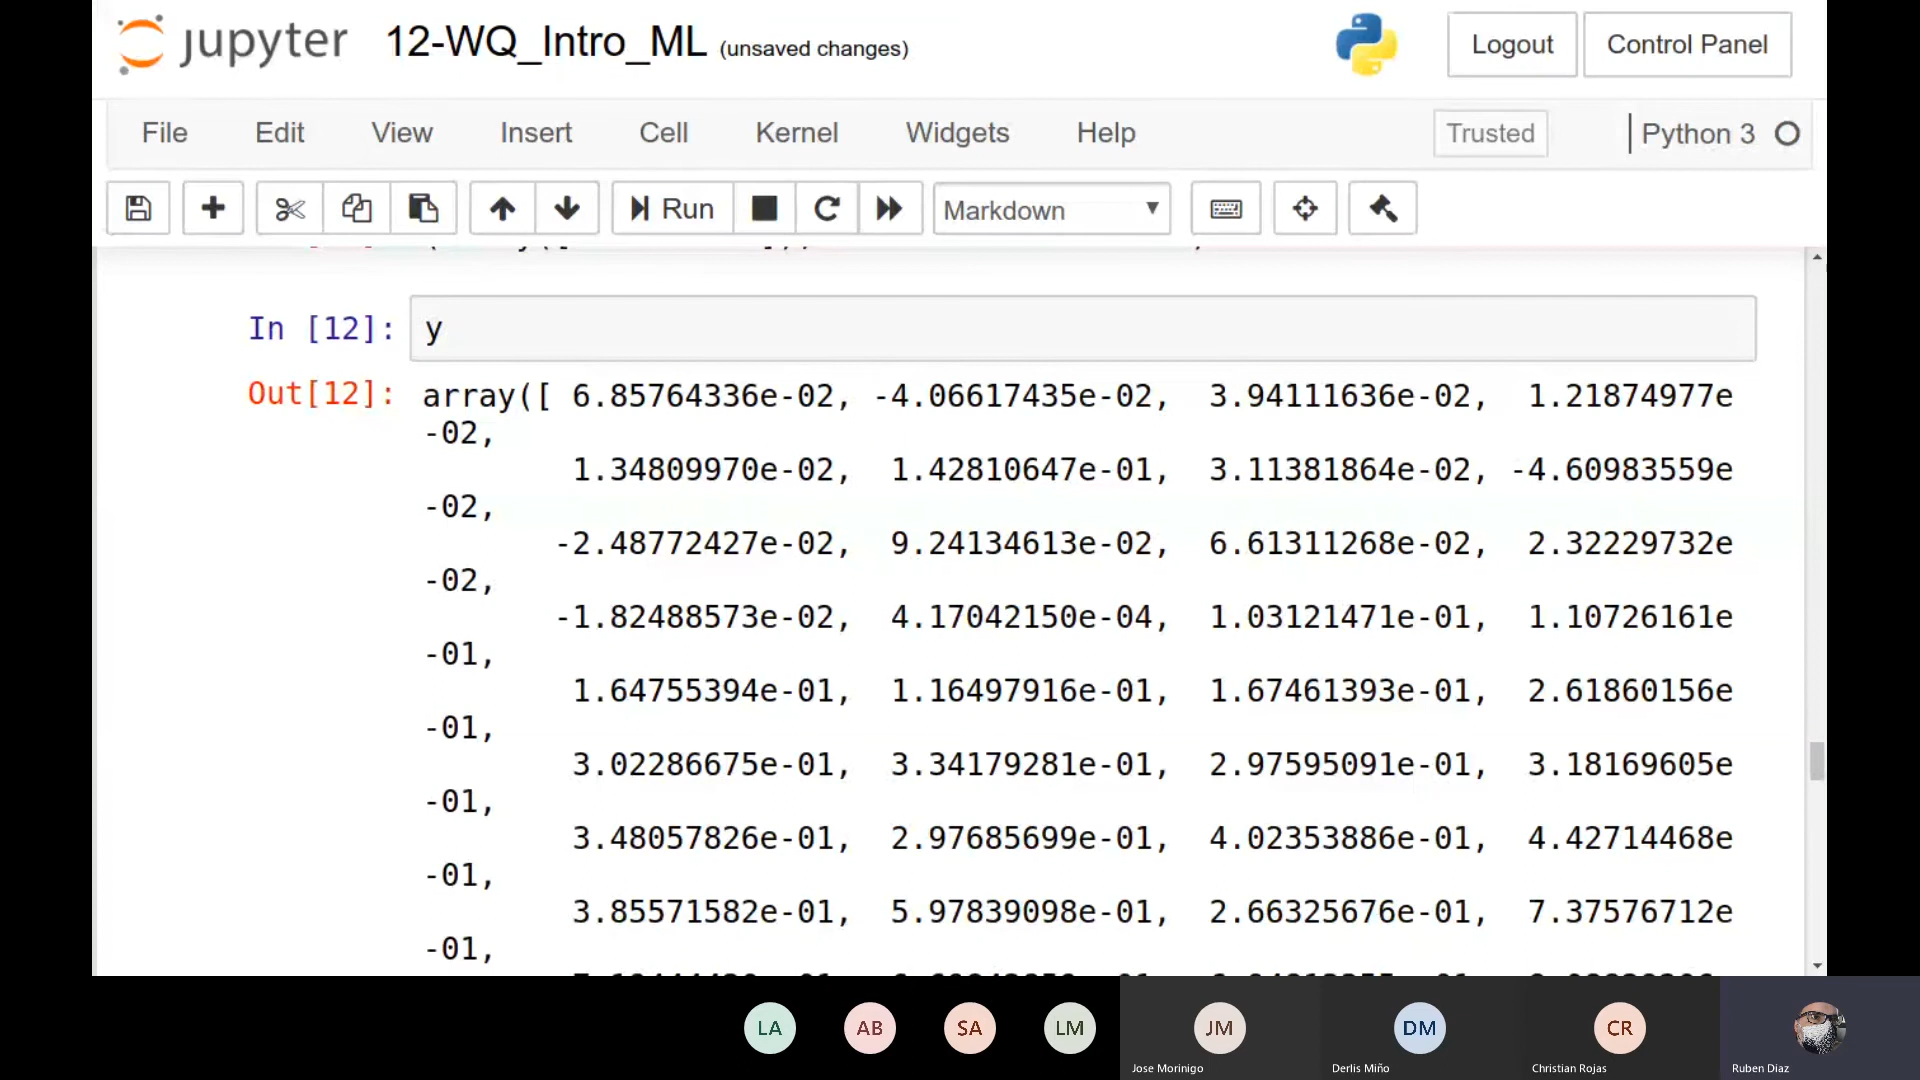 jupyter 12-WQ_Intro_ML (unsaved changes) Logout Control Panel
File Edit View Insert Cell Kernel Widgets Help Trusted Python 3
Run Markdown
In [12]: y
Out[12]: array([ 6.85764336e-02, -4.06617435e-02, 3.94111636e-02, 1.21874977e
-02,
1.34809970e-02, 1.42810647e-01, 3.11381864e-02, -4.60983559e
-02,
-2.48772427e-02, 9.24134613e-02, 6.61311268e-02, 2.32229732e
-02,
-1.82488573e-02, 4.17042150e-04, 1.03121471e-01, 1.10726161e
-01,
1.64755394e-01, 1.16497916e-01, 1.67461393e-01, 2.61860156e
-01,
3.02286675e-01, 3.34179281e-01, 2.97595091e-01, 3.18169605e
-01,
3.48057826e-01, 2.97685699e-01, 4.02353886e-01, 4.42714468e
-01,
3.85571582e-01, 5.97839098e-01, 2.66325676e-01, 7.37576712e
-01,
LA AB SA LM JM DM CR
Jose Morinigo Derlis Miño Christian Rojas Ruben Diaz